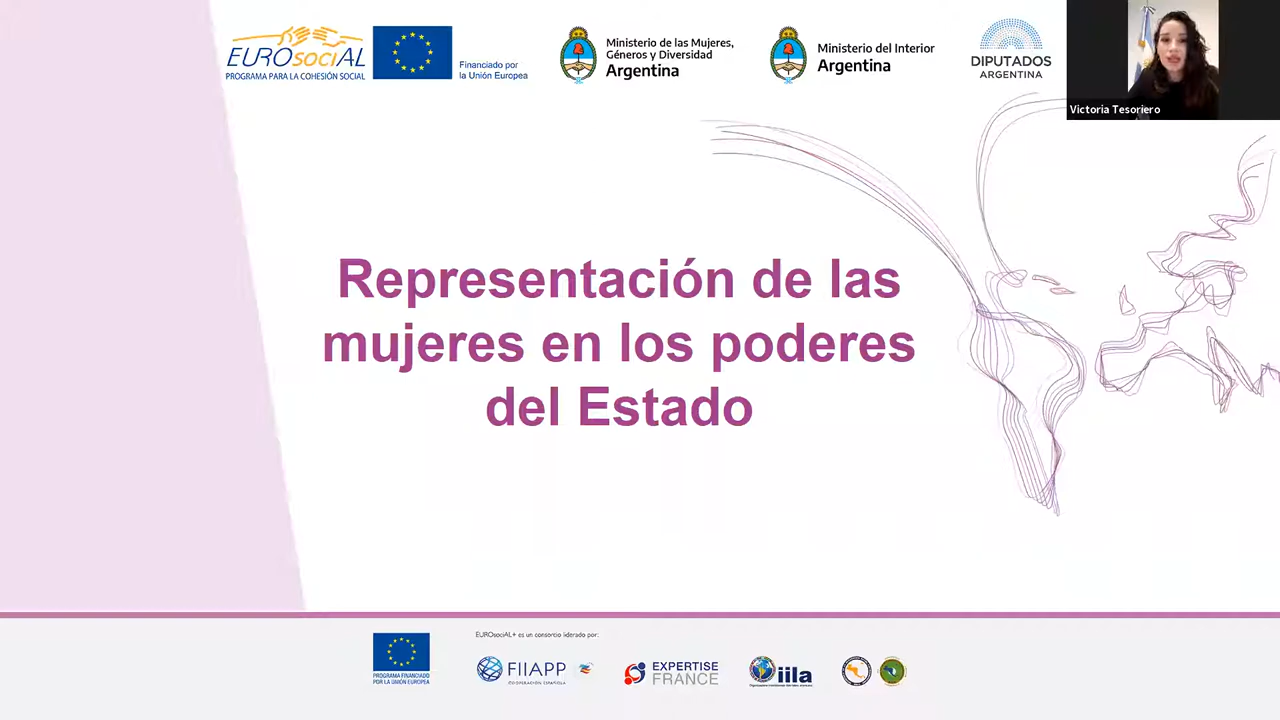 EUROsociAL
PROGRAMA PARA LA COHESIÓN SOCIAL
Financiado por
la Unión Europea
Ministerio de las Mujeres,
Géneros y Diversidad
Argentina
Ministerio del Interior
Argentina
DIPUTADOS
ARGENTINA
Victoria Tesoriero
Representación de las
mujeres en los poderes
del Estado
PROGRAMA FINANCIADO
POR LA UNIÓN EUROPEA
EUROsociAL+ es un consorcio liderado por:
FIIAPP
COOPERACIÓN ESPAÑOLA
EXPERTISE
FRANCE
iila